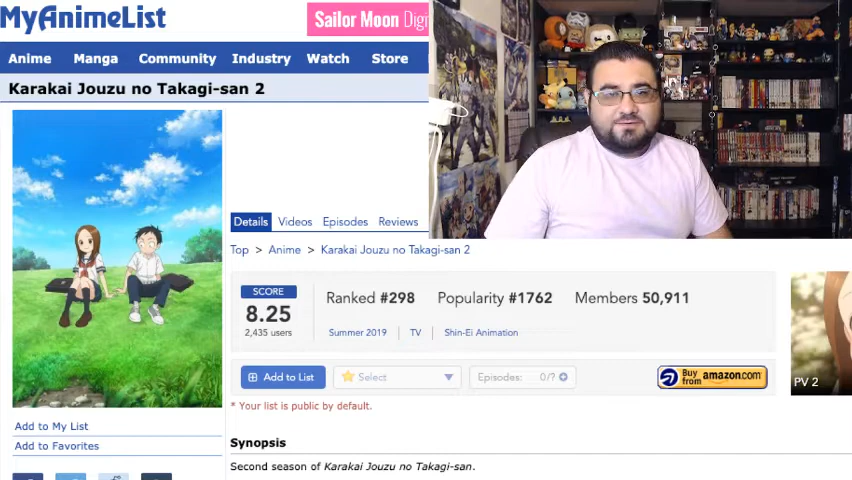 MyAnimeList
Sailor Moon Digi
Anime Manga Community Industry Watch Store
Karakai Jouzu no Takagi-san 2
Details Videos Episodes Reviews
Top > Anime > Karakai Jouzu no Takagi-san 2
SCORE
8.25
2,435 users
Ranked #298 Popularity #1762 Members 50,911
Summer 2019 TV Shin-Ei Animation
Add to List Select Episodes: 0/?
Buy from amazon.com
PV 2
* Your list is public by default.
Add to My List
Add to Favorites
Synopsis
Second season of Karakai Jouzu no Takagi-san.